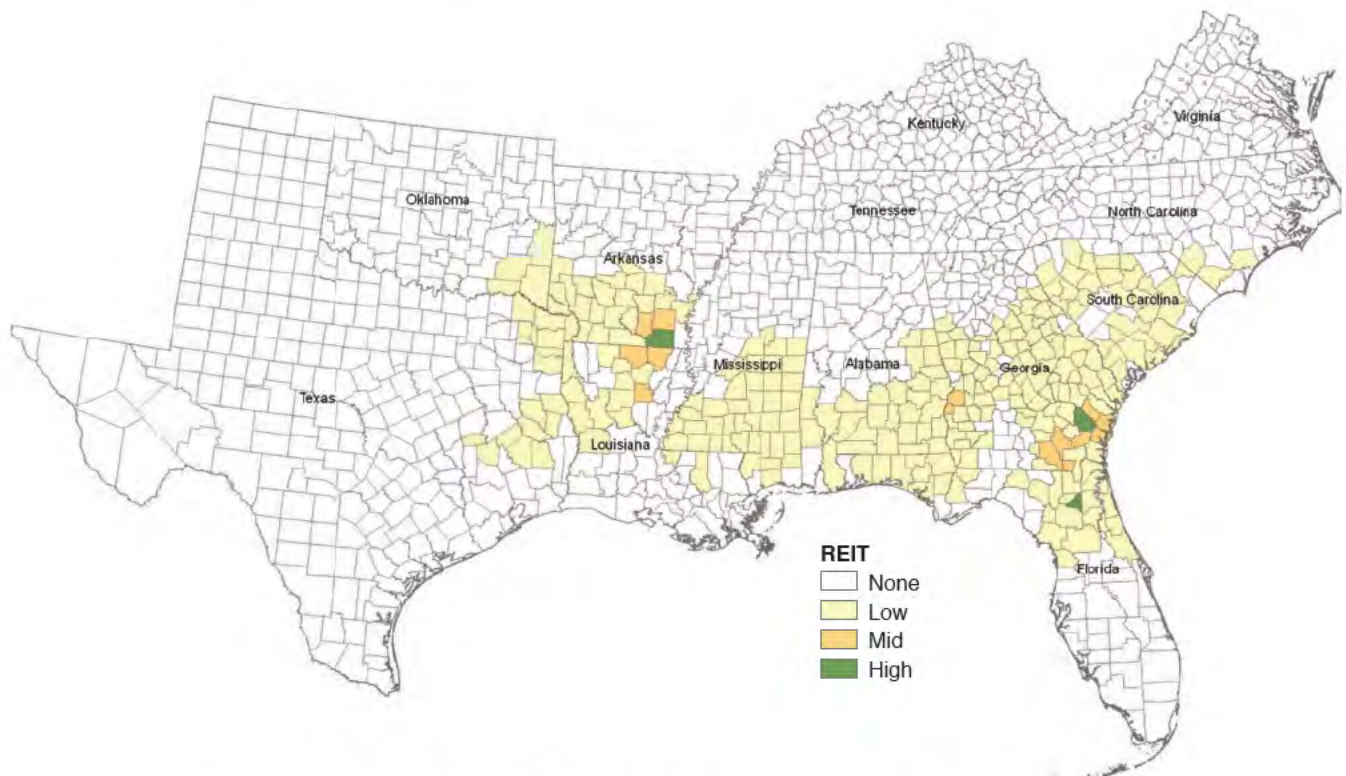 Kentucky
Virginia
Oklahoma
Tennessee
North Carolina
Arkansas
South Carolina
Mississippi
Alabama
Georgia
Texas
Louisiana
Florida
REIT
None
Low
Mid
High